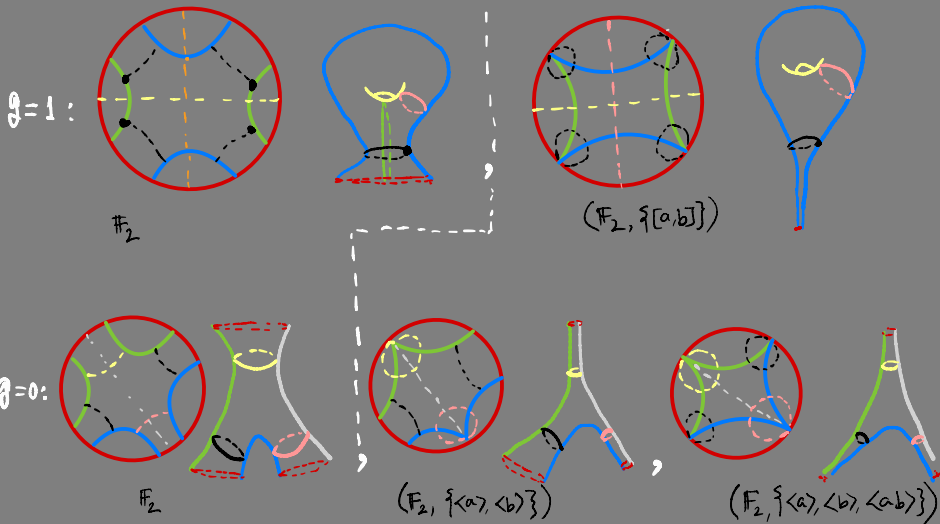 g=1:
,
𝔽₂
(𝔽₂, {[a,b]})
g=0:
, ,
𝔽₂
(𝔽₂, {<a>, <b>})
(𝔽₂, {<a>, <b>, <ab>})